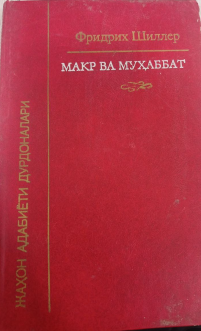 Фридрих Шиллер
МАКР ВА МУҲАББАТ
ЖАҲОН АДАБИЁТИ ДУРДОНАЛАРИ